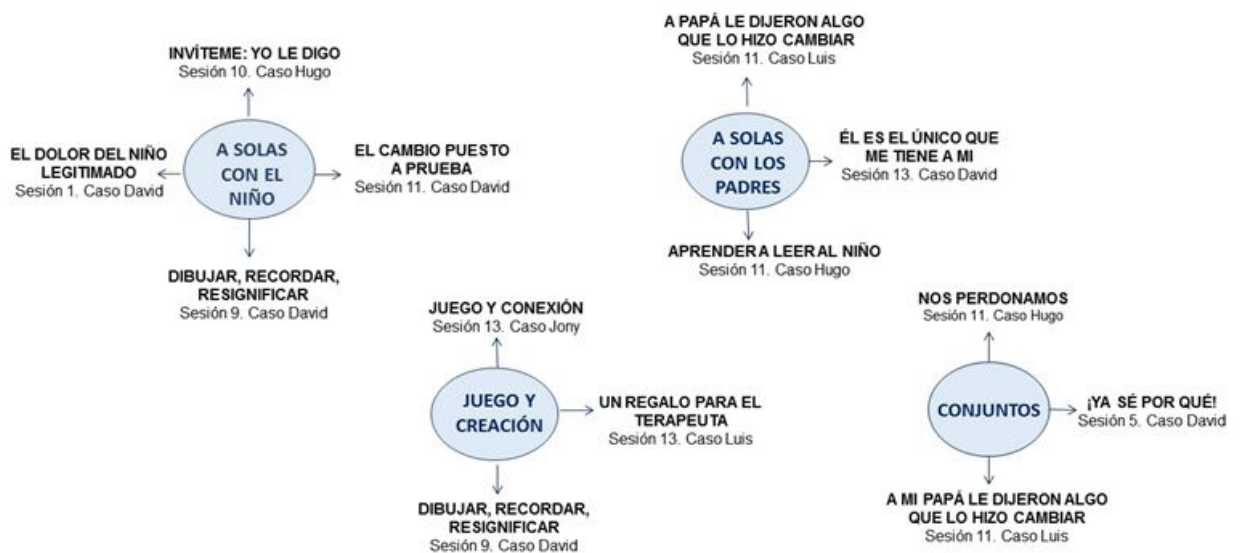 INVÍTEME: YO LE DIGO
Sesión 10. Caso Hugo
EL DOLOR DEL NIÑO
LEGITIMADO
Sesión 1. Caso David
A SOLAS
CON EL
NIÑO
EL CAMBIO PUESTO
A PRUEBA
Sesión 11. Caso David
DIBUJAR, RECORDAR,
RESIGNIFICAR
Sesión 9. Caso David
A PAPÁ LE DIJERON ALGO
QUE LO HIZO CAMBIAR
Sesión 11. Caso Luis
A SOLAS
CON LOS
PADRES
ÉL ES EL ÚNICO QUE
ME TIENE A MI
Sesión 13. Caso David
APRENDER A LEER AL NIÑO
Sesión 11. Caso Hugo
JUEGO Y CONEXIÓN
Sesión 13. Caso Jony
JUEGO Y
CREACIÓN
UN REGALO PARA EL
TERAPEUTA
Sesión 13. Caso Luis
DIBUJAR, RECORDAR,
RESIGNIFICAR
Sesión 9. Caso David
NOS PERDONAMOS
Sesión 11. Caso Hugo
CONJUNTOS
¡YA SÉ POR QUÉ!
Sesión 5. Caso David
A MI PAPÁ LE DIJERON ALGO
QUE LO HIZO CAMBIAR
Sesión 11. Caso Luis